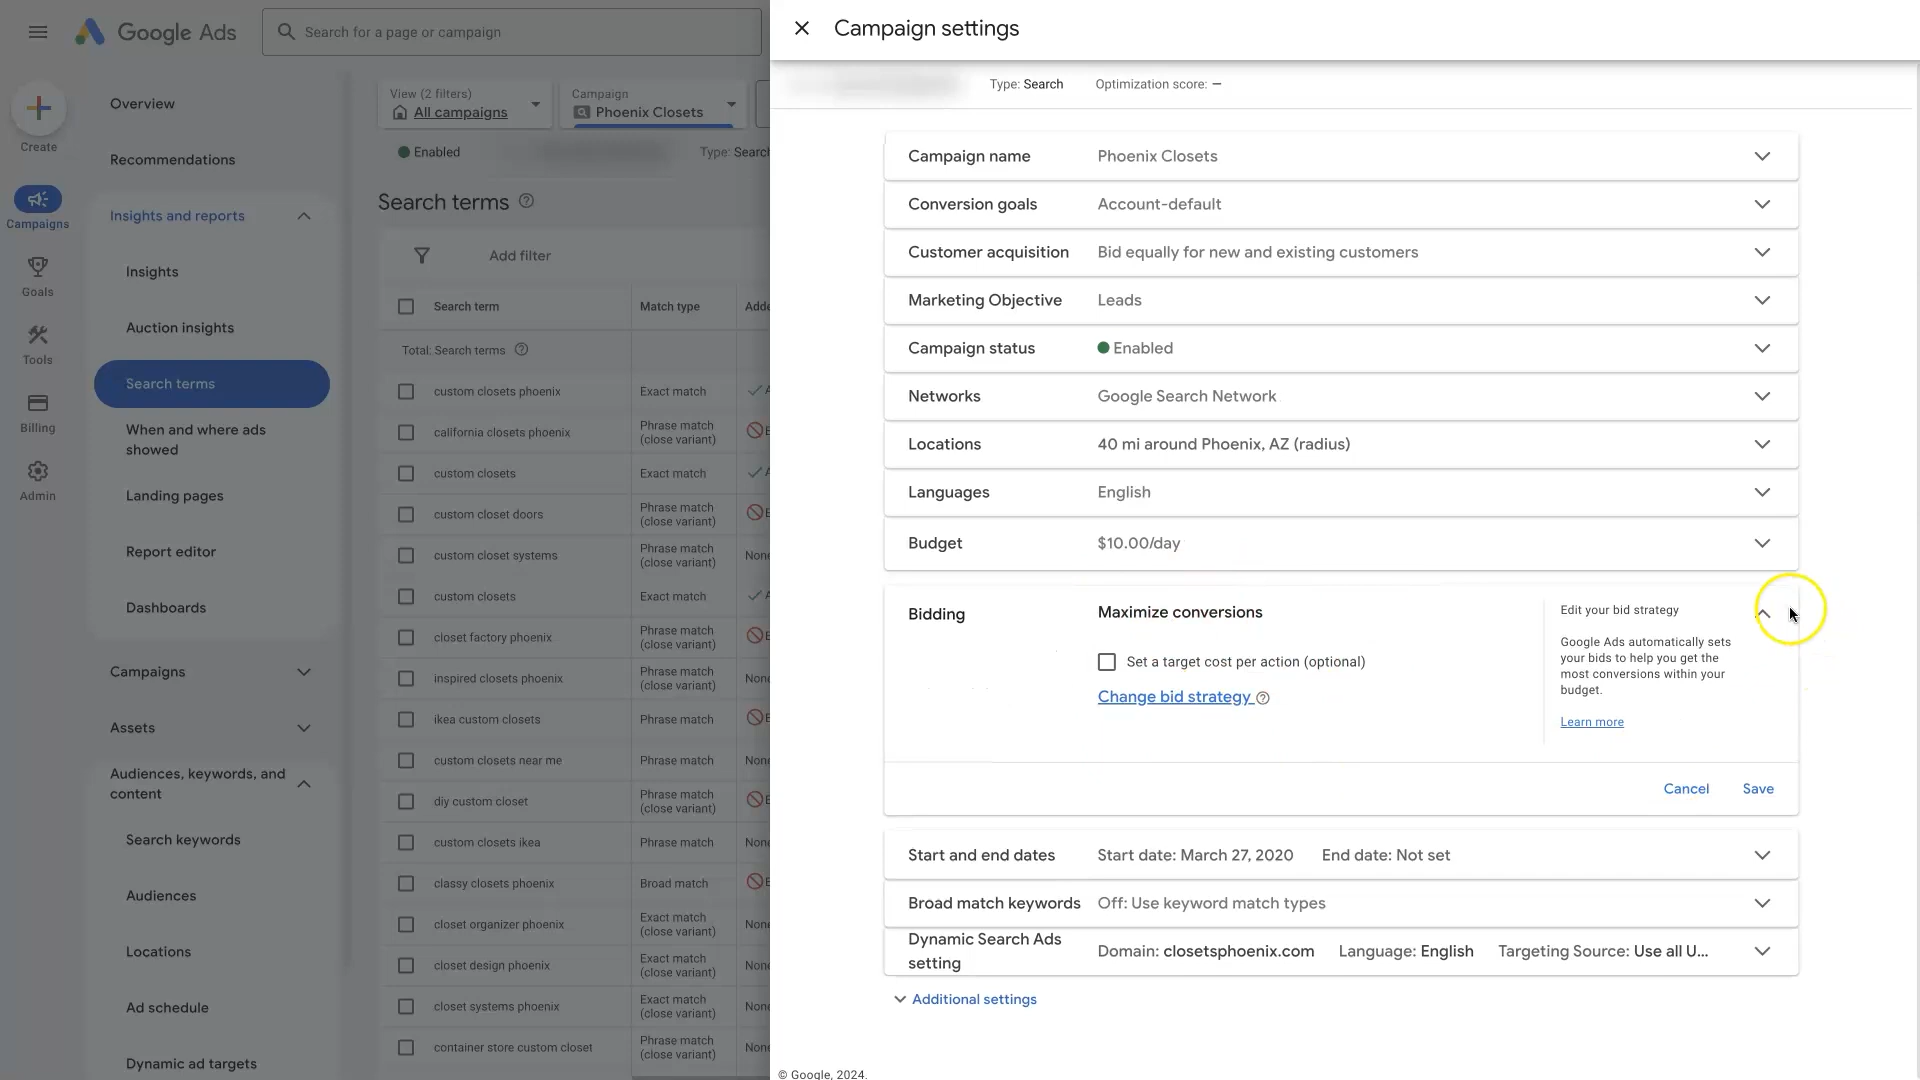 Google Ads
Search for a page or campaign
Create
Campaigns
Goals
Tools
Billing
Admin
Overview
Recommendations
Insights and reports
Insights
Auction insights
Search terms
When and where ads
showed
Landing pages
Report editor
Dashboards
Campaigns
Assets
Audiences, keywords, and
content
Search keywords
Audiences
Locations
Ad schedule
Dynamic ad targets
View (2 filters)
All campaigns
Campaign
Phoenix Closets
Enabled
Type: Search
Search terms
Add filter
Search term Match type Adde
Total: Search terms
custom closets phoenix Exact match A
california closets phoenix Phrase match
(close variant) E
custom closets Exact match A
custom closet doors Phrase match
(close variant) E
custom closet systems Phrase match
(close variant) None
custom closets Exact match A
closet factory phoenix Phrase match
(close variant) E
inspired closets phoenix Phrase match
(close variant) None
ikea custom closets Phrase match E
custom closets near me Phrase match None
diy custom closet Phrase match
(close variant) E
custom closets ikea Phrase match None
classy closets phoenix Broad match E
closet organizer phoenix Exact match
(close variant) None
closet design phoenix Exact match
(close variant) None
closet systems phoenix Exact match
(close variant) None
container store custom closet Phrase match
(close variant) None
Campaign settings
Type: Search Optimization score: –
Campaign name Phoenix Closets
Conversion goals Account-default
Customer acquisition Bid equally for new and existing customers
Marketing Objective Leads
Campaign status Enabled
Networks Google Search Network
Locations 40 mi around Phoenix, AZ (radius)
Languages English
Budget $10.00/day
Bidding Maximize conversions
Set a target cost per action (optional)
Change bid strategy
Edit your bid strategy
Google Ads automatically sets
your bids to help you get the
most conversions within your
budget.
Learn more
Cancel Save
Start and end dates Start date: March 27, 2020 End date: Not set
Broad match keywords Off: Use keyword match types
Dynamic Search Ads
setting Domain: closetsphoenix.com Language: English Targeting Source: Use all U...
Additional settings
© Google, 2024.